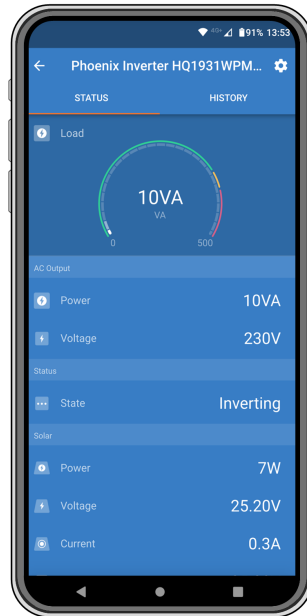 4G+ 91% 13:53
Phoenix Inverter HQ1931WPM...
STATUS HISTORY
Load
10VA
VA
0 500
AC Output
Power 10VA
Voltage 230V
Status
State Inverting
Solar
Power 7W
Voltage 25.20V
Current 0.3A